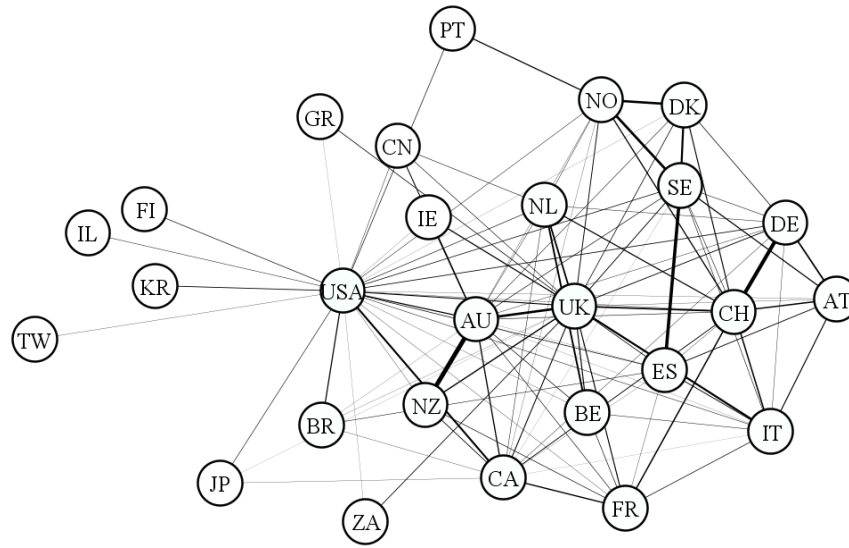 PT
NO
DK
GR
CN
SE
FI
IL
IE
NL
DE
KR
USA
AU
UK
CH
AT
TW
ES
NZ
BE
BR
IT
JP
CA
FR
ZA